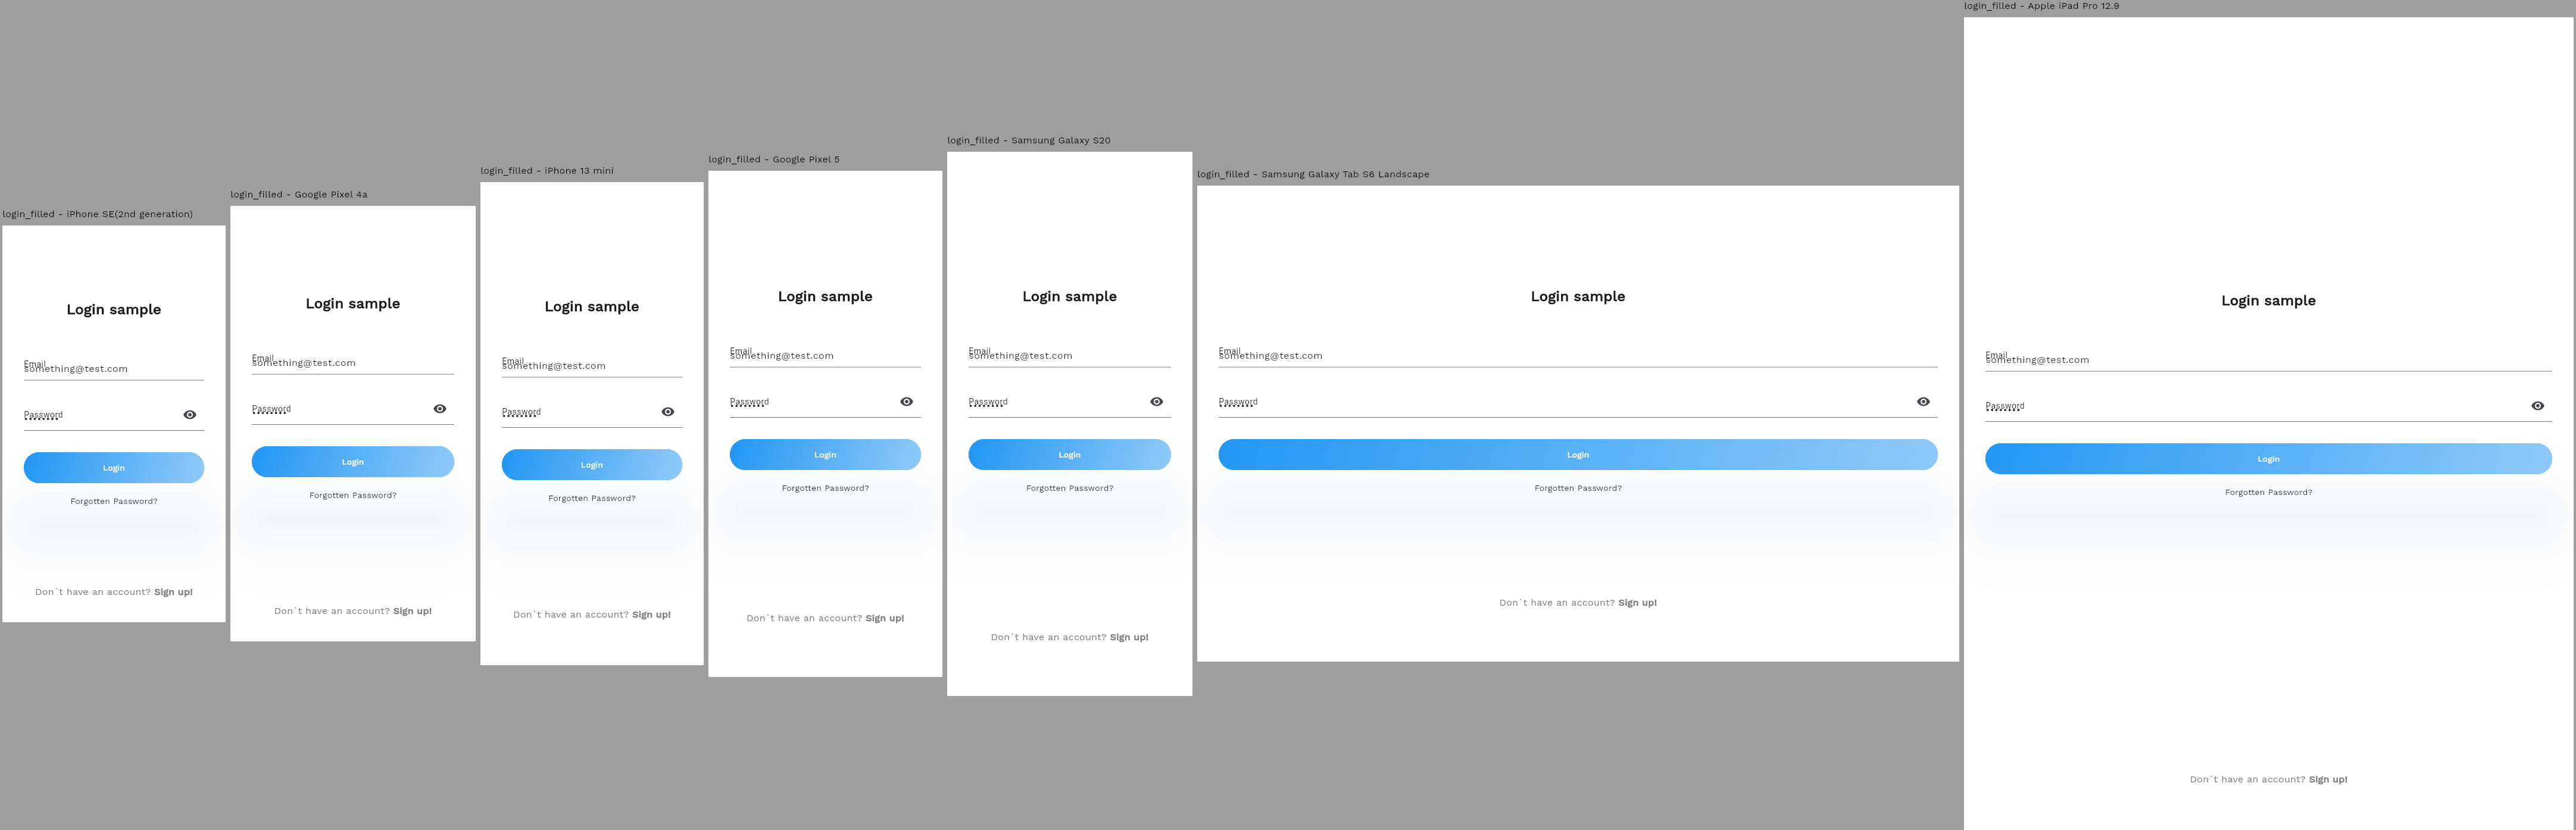 login_filled - iPhone SE(2nd generation)
Login sample
Email
something@test.com
Password
Login
Forgotten Password?
Don´t have an account? Sign up!
login_filled - Google Pixel 4a
Login sample
Email
something@test.com
Password
Login
Forgotten Password?
Don´t have an account? Sign up!
login_filled - iPhone 13 mini
Login sample
Email
something@test.com
Password
Login
Forgotten Password?
Don´t have an account? Sign up!
login_filled - Google Pixel 5
Login sample
Email
something@test.com
Password
Login
Forgotten Password?
Don´t have an account? Sign up!
login_filled - Samsung Galaxy S20
Login sample
Email
something@test.com
Password
Login
Forgotten Password?
Don´t have an account? Sign up!
login_filled - Samsung Galaxy Tab S6 Landscape
Login sample
Email
something@test.com
Password
Login
Forgotten Password?
Don´t have an account? Sign up!
login_filled - Apple iPad Pro 12.9
Login sample
Email
something@test.com
Password
Login
Forgotten Password?
Don´t have an account? Sign up!